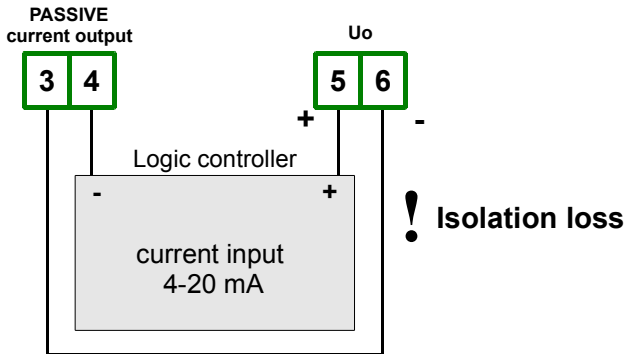 PASSIVE
current output
Uo
3 4
5 6
+ -
Logic controller
- +
! Isolation loss
current input
4-20 mA